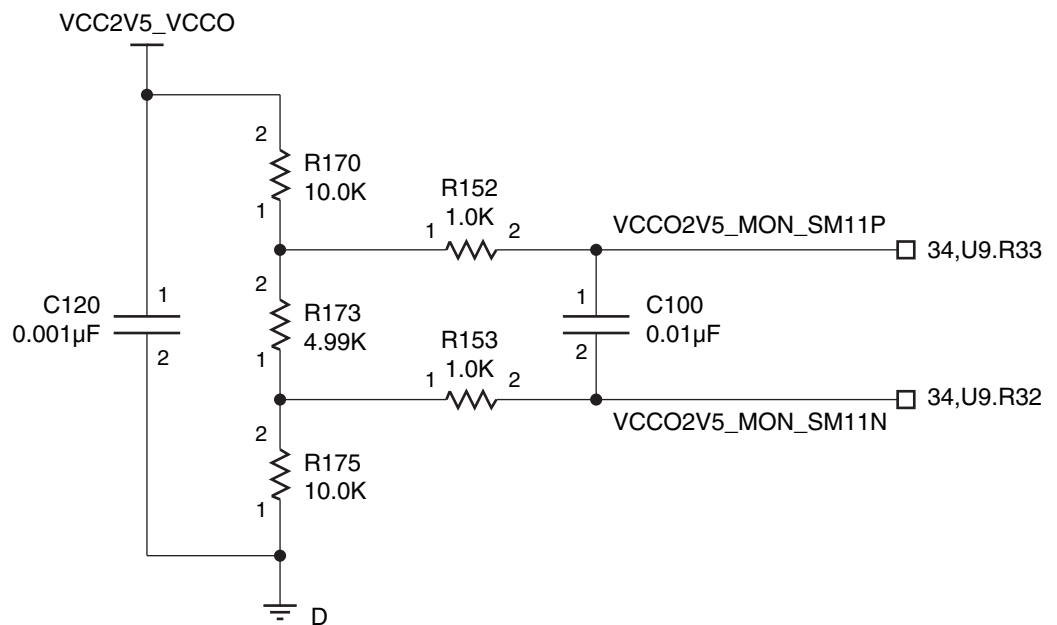 VCC2V5_VCCO
2
R170
10.0K
1
R152
1.0K
1
2
VCCO2V5_MON_SM11P
34,U9.R33
C120
0.001µF
1
2
2
R173
4.99K
1
R153
1.0K
1
2
1
C100
0.01µF
2
34,U9.R32
VCCO2V5_MON_SM11N
2
R175
10.0K
1
D